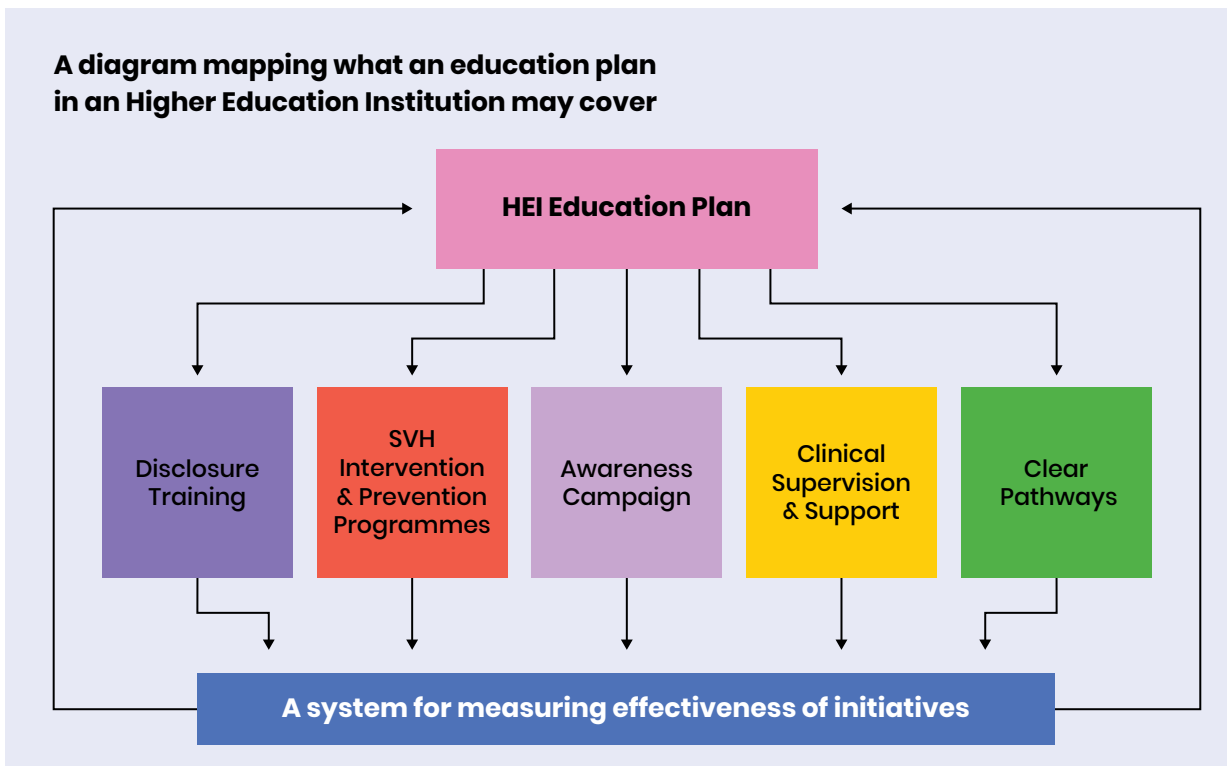 A diagram mapping what an education plan
in an Higher Education Institution may cover
HEI Education Plan
Disclosure
Training
SVH
Intervention
& Prevention
Programmes
Awareness
Campaign
Clinical
Supervision
& Support
Clear
Pathways
A system for measuring effectiveness of initiatives